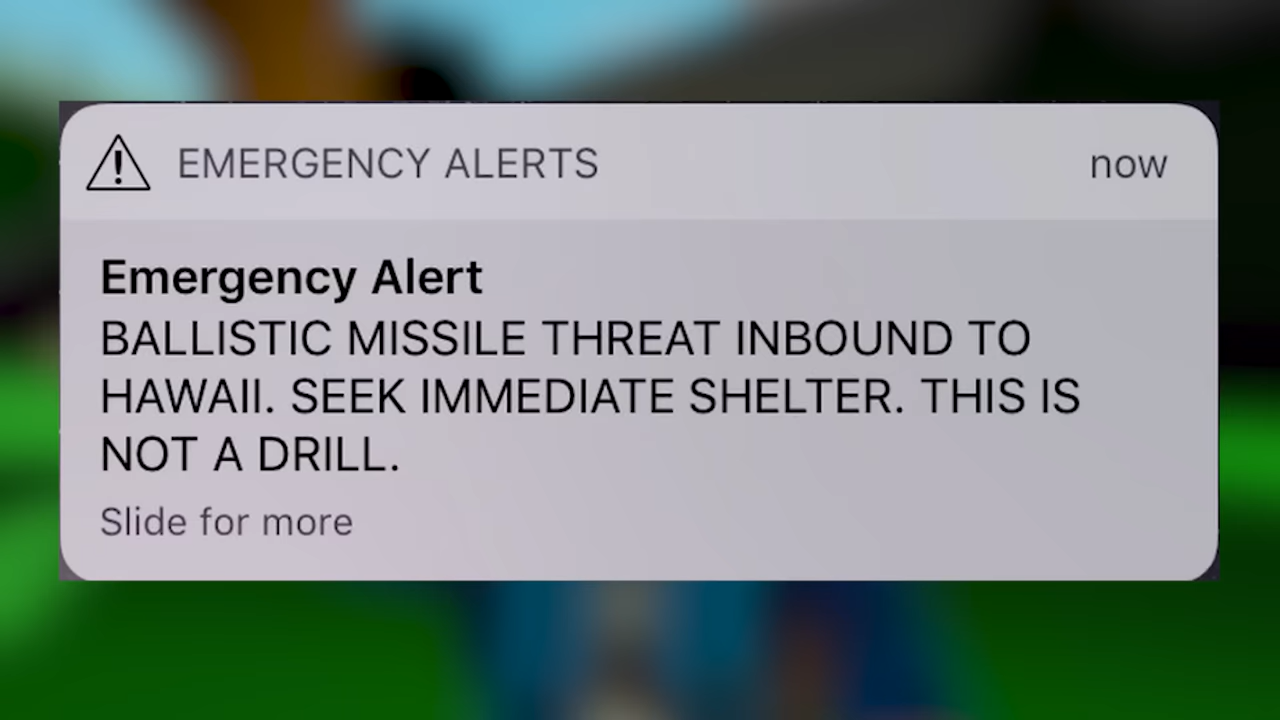 EMERGENCY ALERTS
now
Emergency Alert
BALLISTIC MISSILE THREAT INBOUND TO
HAWAII. SEEK IMMEDIATE SHELTER. THIS IS
NOT A DRILL.
Slide for more